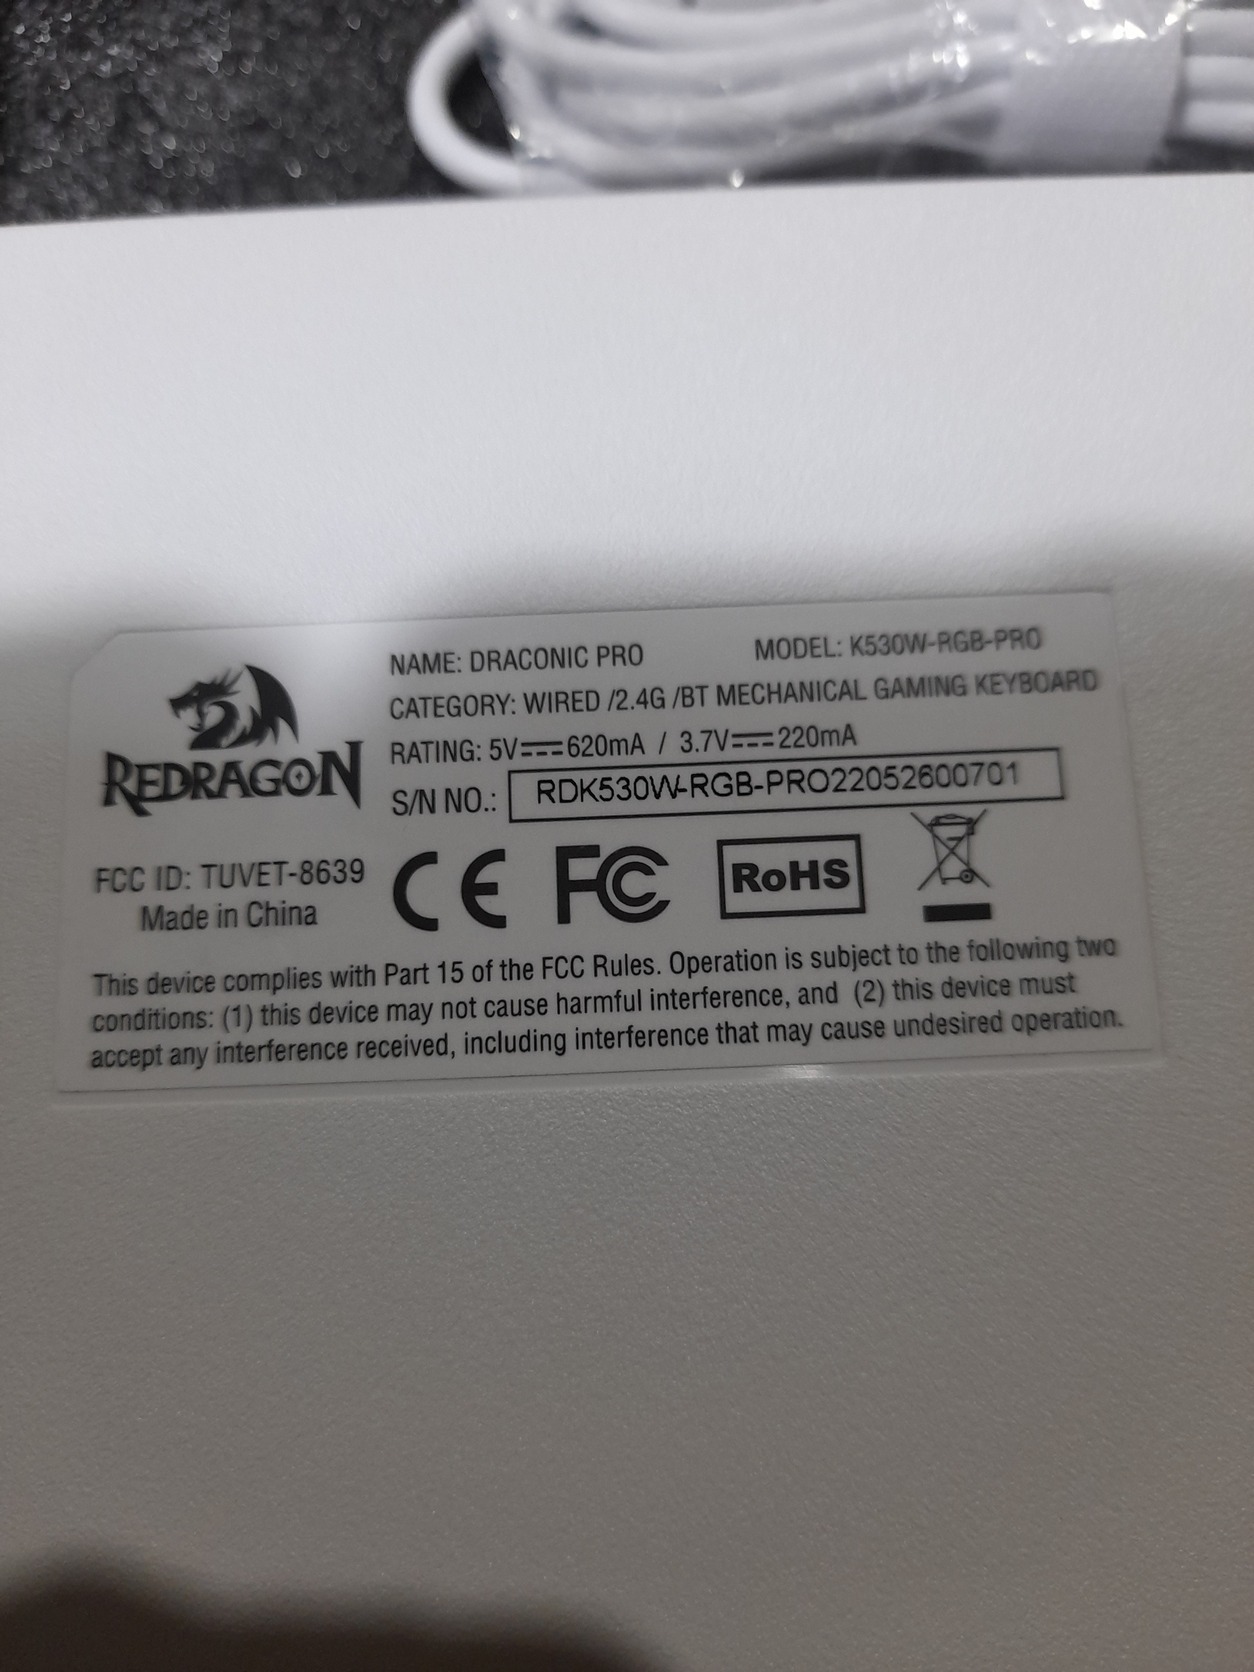 NAME: DRACONIC PRO MODEL: K530W-RGB-PRO
CATEGORY: WIRED /2.4G /BT MECHANICAL GAMING KEYBOARD
RATING: 5V⎓620mA / 3.7V⎓220mA
REDRAGON
S/N NO.: RDK530W-RGB-PRO22052600701
FCC ID: TUVET-8639
Made in China
CE FC RoHS
This device complies with Part 15 of the FCC Rules. Operation is subject to the following two
conditions: (1) this device may not cause harmful interference, and (2) this device must
accept any interference received, including interference that may cause undesired operation.